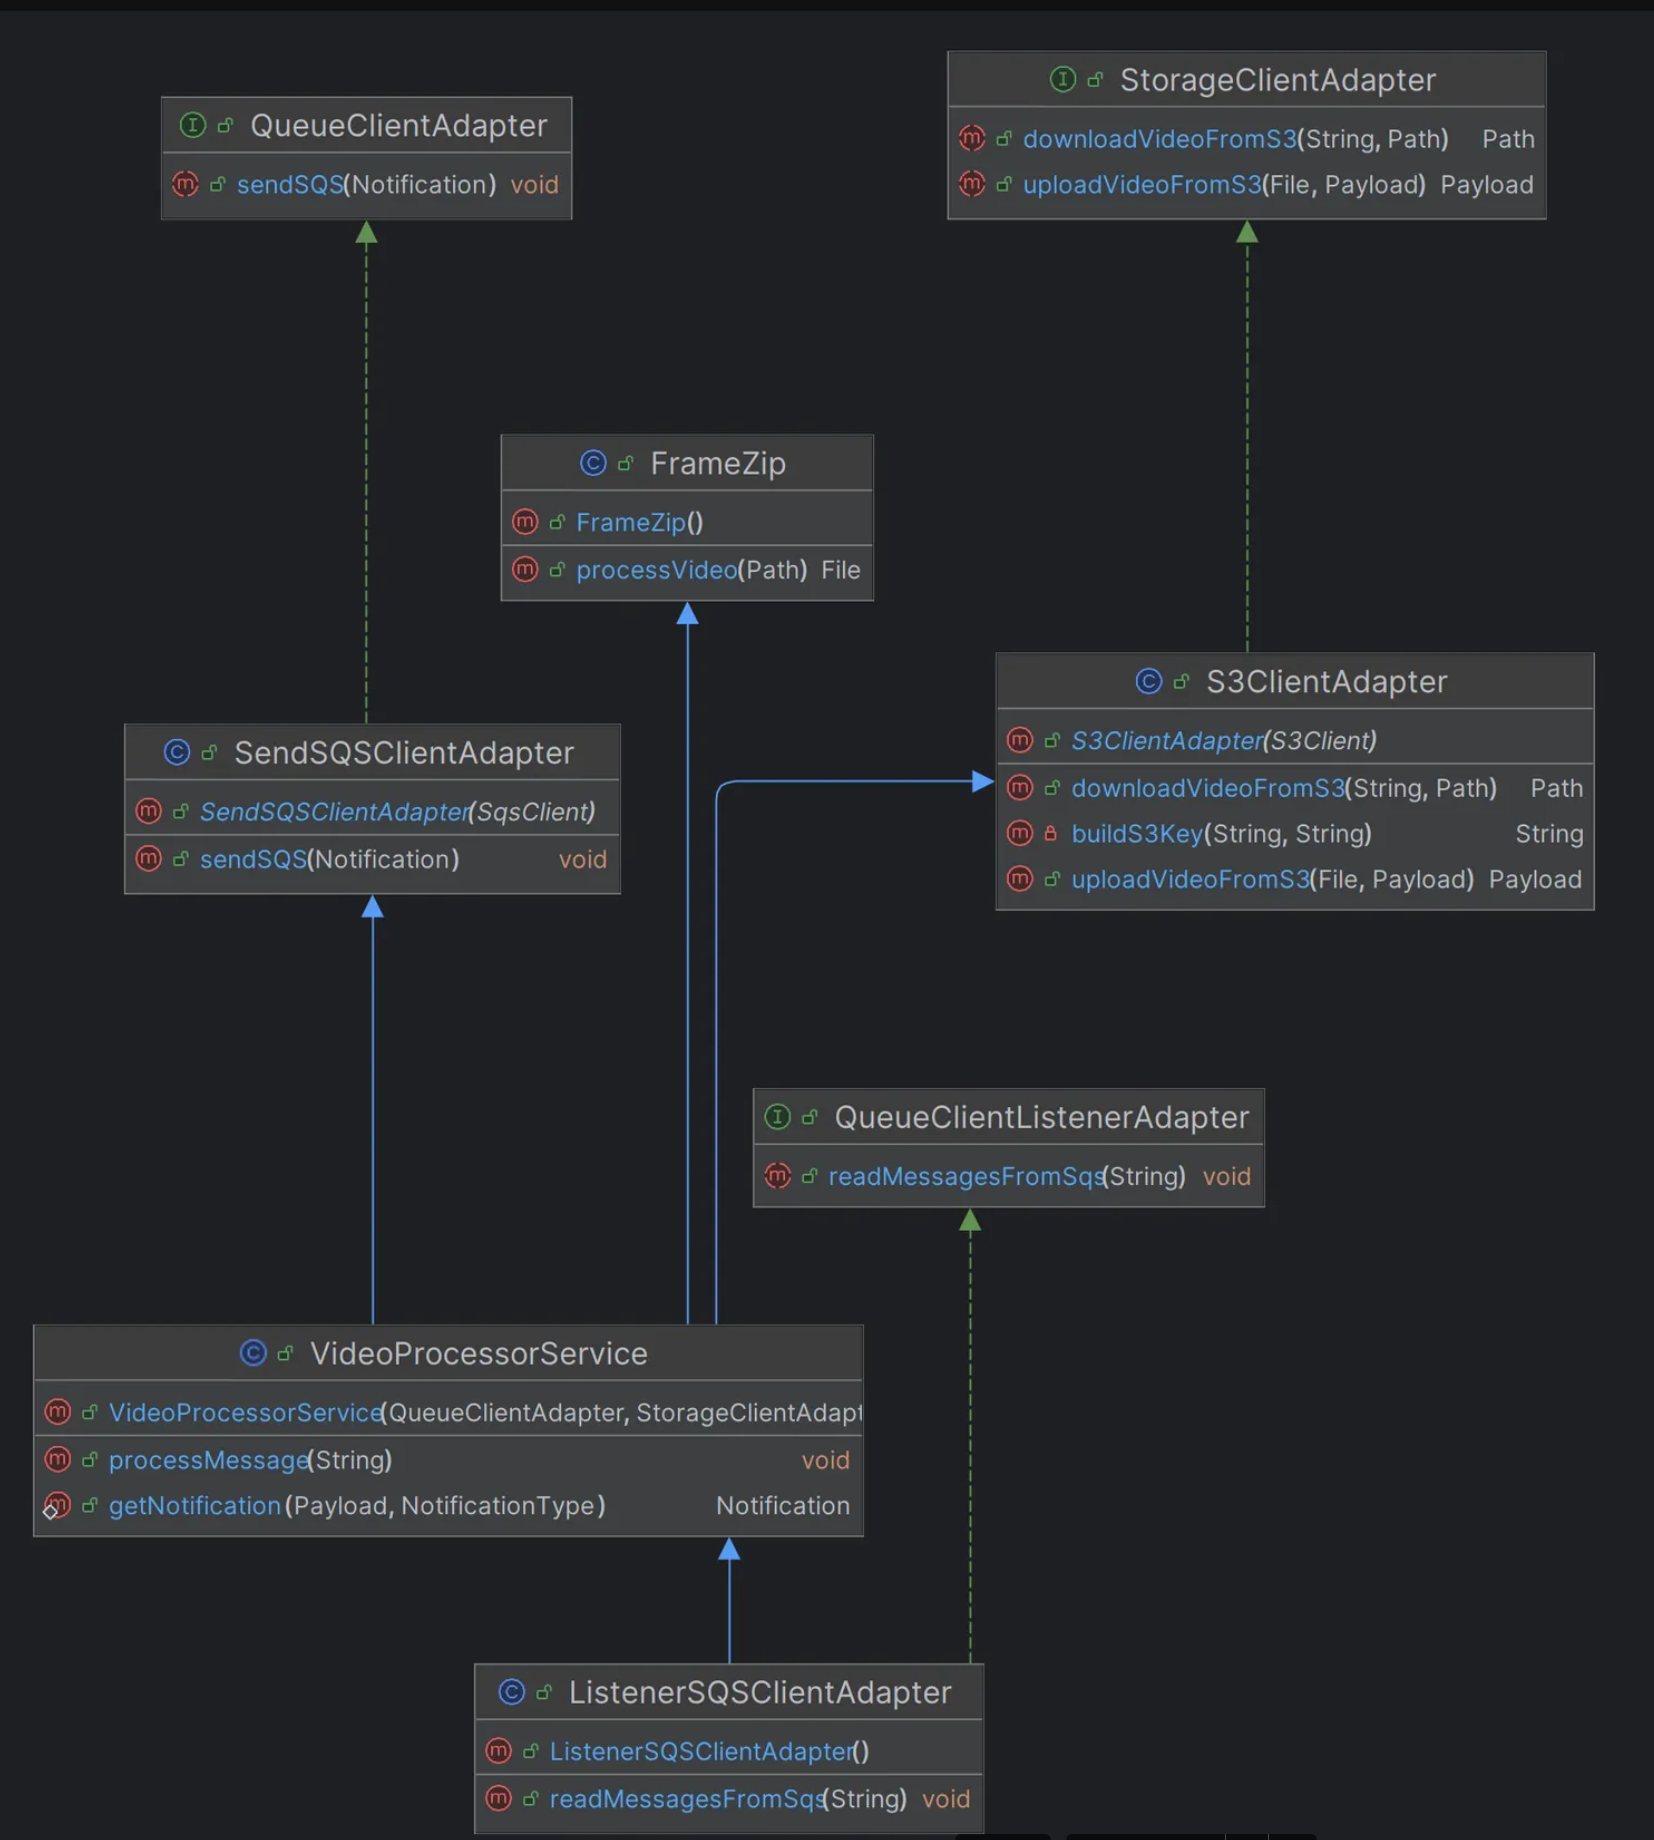 QueueClientAdapter
sendSQS(Notification) void
StorageClientAdapter
downloadVideoFromS3(String, Path) Path
uploadVideoFromS3(File, Payload) Payload
FrameZip
FrameZip()
processVideo(Path) File
SendSQSClientAdapter
SendSQSClientAdapter(SqsClient)
sendSQS(Notification) void
S3ClientAdapter
S3ClientAdapter(S3Client)
downloadVideoFromS3(String, Path) Path
buildS3Key(String, String) String
uploadVideoFromS3(File, Payload) Payload
QueueClientListenerAdapter
readMessagesFromSqs(String) void
VideoProcessorService
VideoProcessorService(QueueClientAdapter, StorageClientAdapt
processMessage(String) void
getNotification(Payload, NotificationType) Notification
ListenerSQSClientAdapter
ListenerSQSClientAdapter()
readMessagesFromSqs(String) void